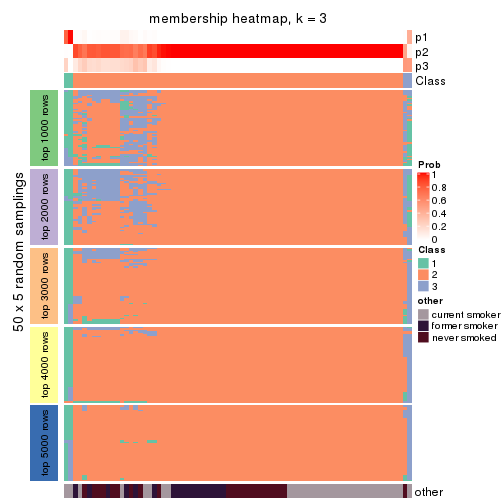 membership heatmap, k = 3
p1
p2
p3
Class
50 x 5 random samplings
top 1000 rows
top 2000 rows
top 3000 rows
top 4000 rows
top 5000 rows
Prob
1
0.8
0.6
0.4
0.2
0
Class
1
2
3
other
current smoker
former smoker
never smoked
other